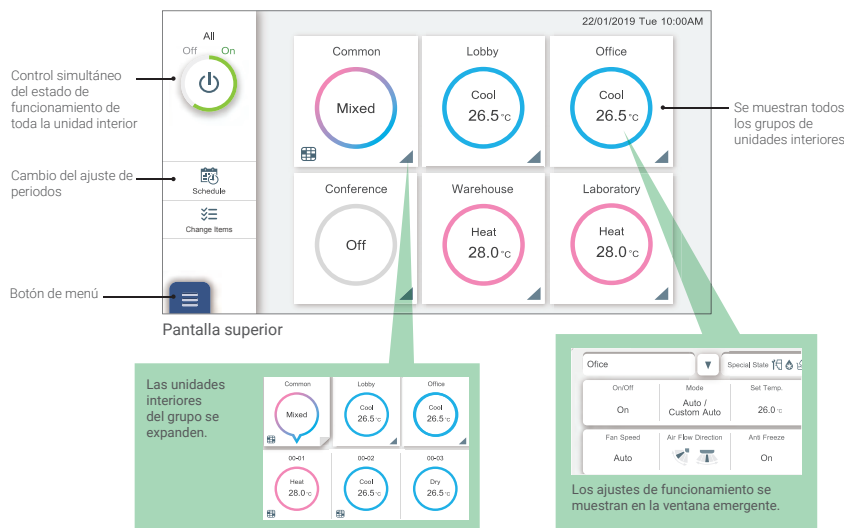 22/01/2019 Tue 10:00AM
All
Off
On
Control simultáneo
del estado de
funcionamiento de
toda la unidad interior
Cambio del ajuste de
periodos
Schedule
Change Items
Botón de menú
Common
Mixed
Lobby
Cool
26.5°C
Office
Cool
26.5°C
Se muestran todos
los grupos de
unidades interiores
Conference
Off
Warehouse
Heat
28.0°C
Laboratory
Heat
28.0°C
Pantalla superior
Las unidades
interiores
del grupo se
expanden.
Common
Mixed
Lobby
Cool
26.5°C
Office
Cool
26.5°C
00-01
Heat
28.0°C
00-02
Cool
26.5°C
00-03
Dry
26.5°C
Ofice
Special State
On/Off
On
Mode
Auto /
Custom Auto
Set Temp.
26.0°C
Fan Speed
Auto
Air Flow Direction
Anti Freeze
On
Los ajustes de funcionamiento se
muestran en la ventana emergente.